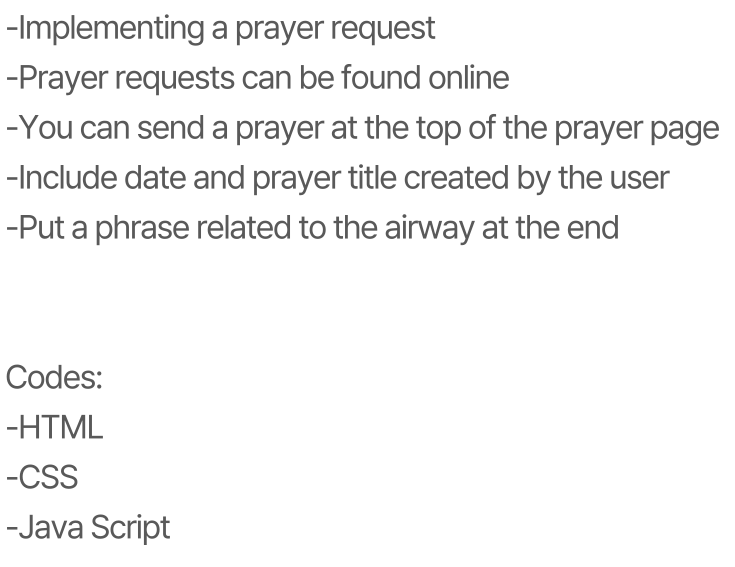 -Implementing a prayer request
-Prayer requests can be found online
-You can send a prayer at the top of the prayer page
-Include date and prayer title created by the user
-Put a phrase related to the airway at the end
Codes:
-HTML
-CSS
-Java Script